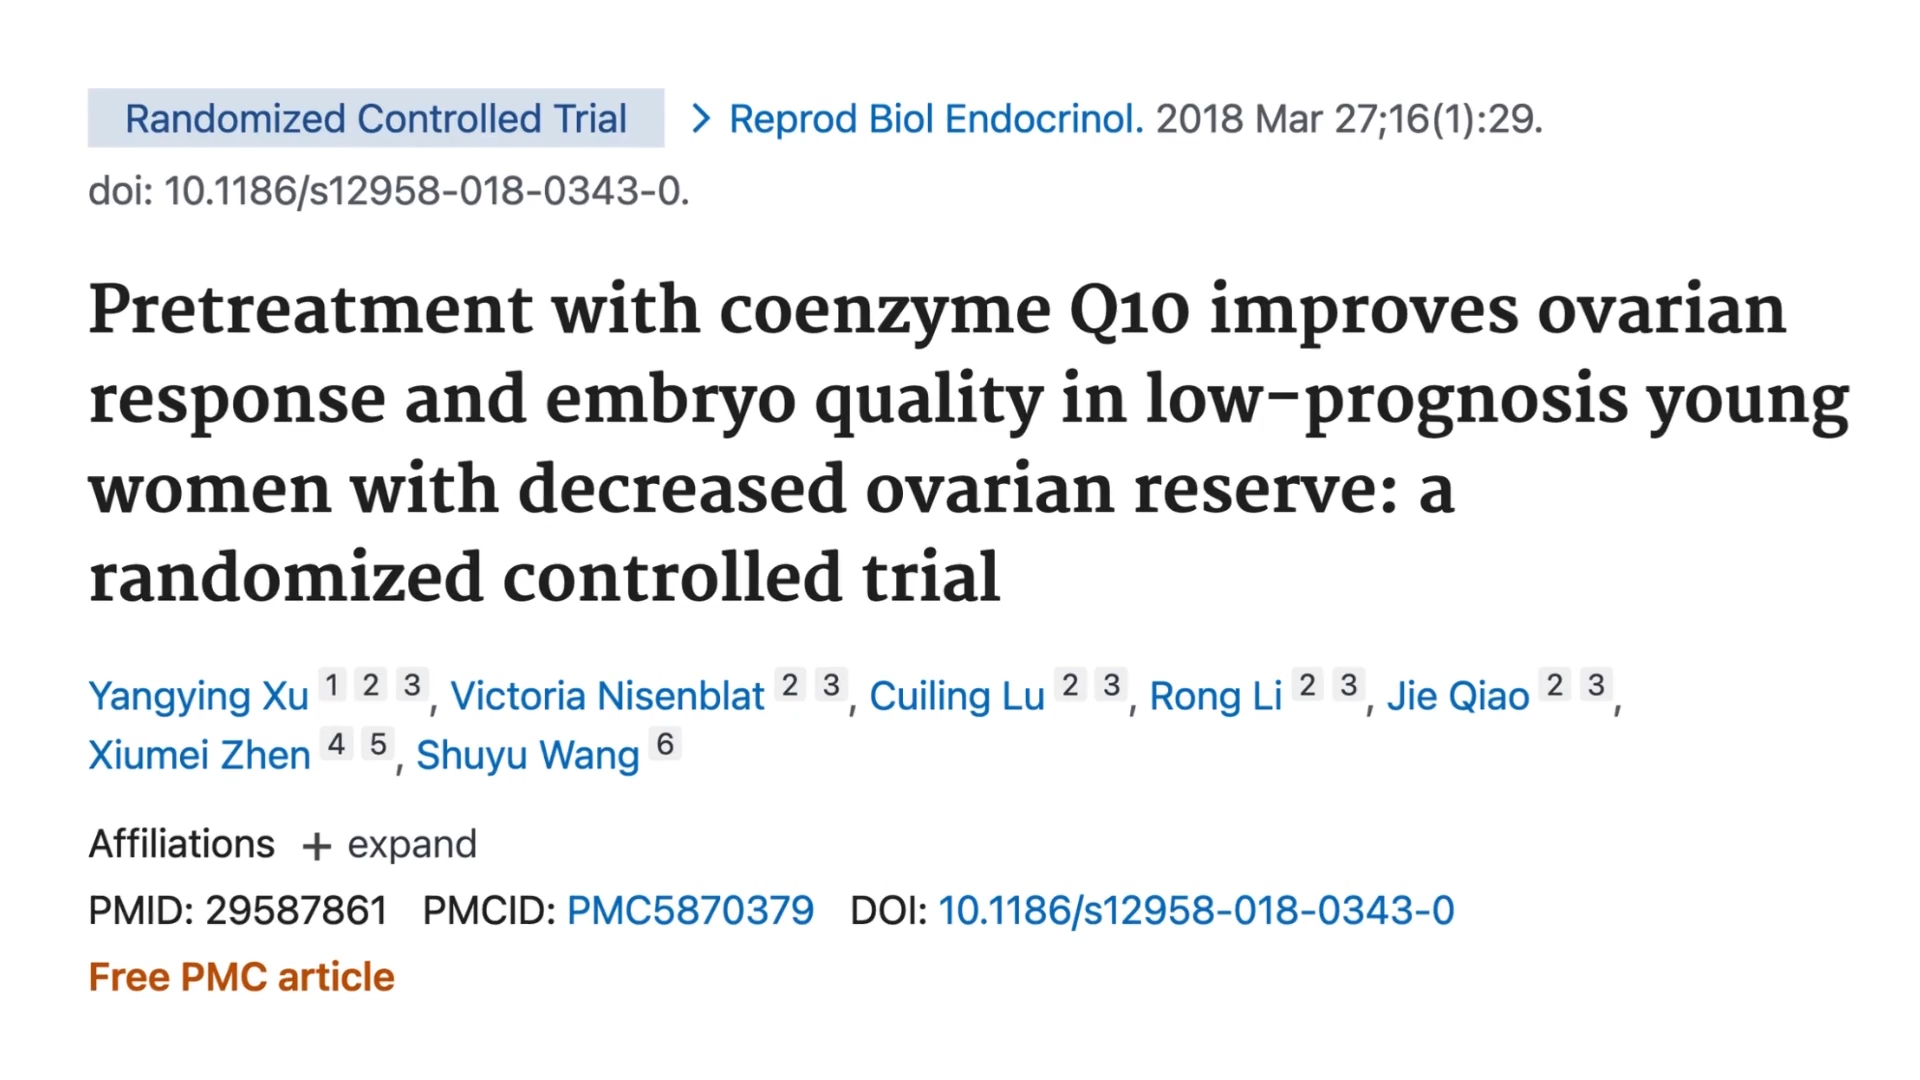 Randomized Controlled Trial > Reprod Biol Endocrinol. 2018 Mar 27;16(1):29.
doi: 10.1186/s12958-018-0343-0.
Pretreatment with coenzyme Q10 improves ovarian
response and embryo quality in low-prognosis young
women with decreased ovarian reserve: a
randomized controlled trial
Yangying Xu 1 2 3, Victoria Nisenblat 2 3, Cuiling Lu 2 3, Rong Li 2 3, Jie Qiao 2 3,
Xiumei Zhen 4 5, Shuyu Wang 6
Affiliations + expand
PMID: 29587861 PMCID: PMC5870379 DOI: 10.1186/s12958-018-0343-0
Free PMC article